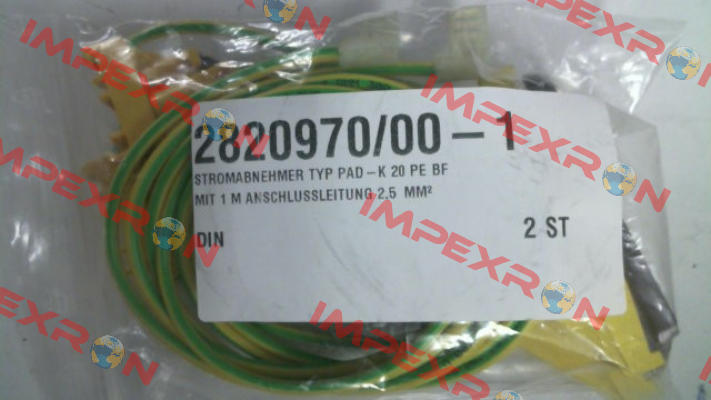 2820970/00-1
STROMABNEHMER TYP PAD-K 20 PE BF
MIT 1 M ANSCHLUSSLEITUNG 2.5 MM²
DIN
2 ST
IMPEXRON
IMPEXRON
IMPEXRON
IMPEXRON
IMPEXRON
IMPEXRON
IMPEXRON